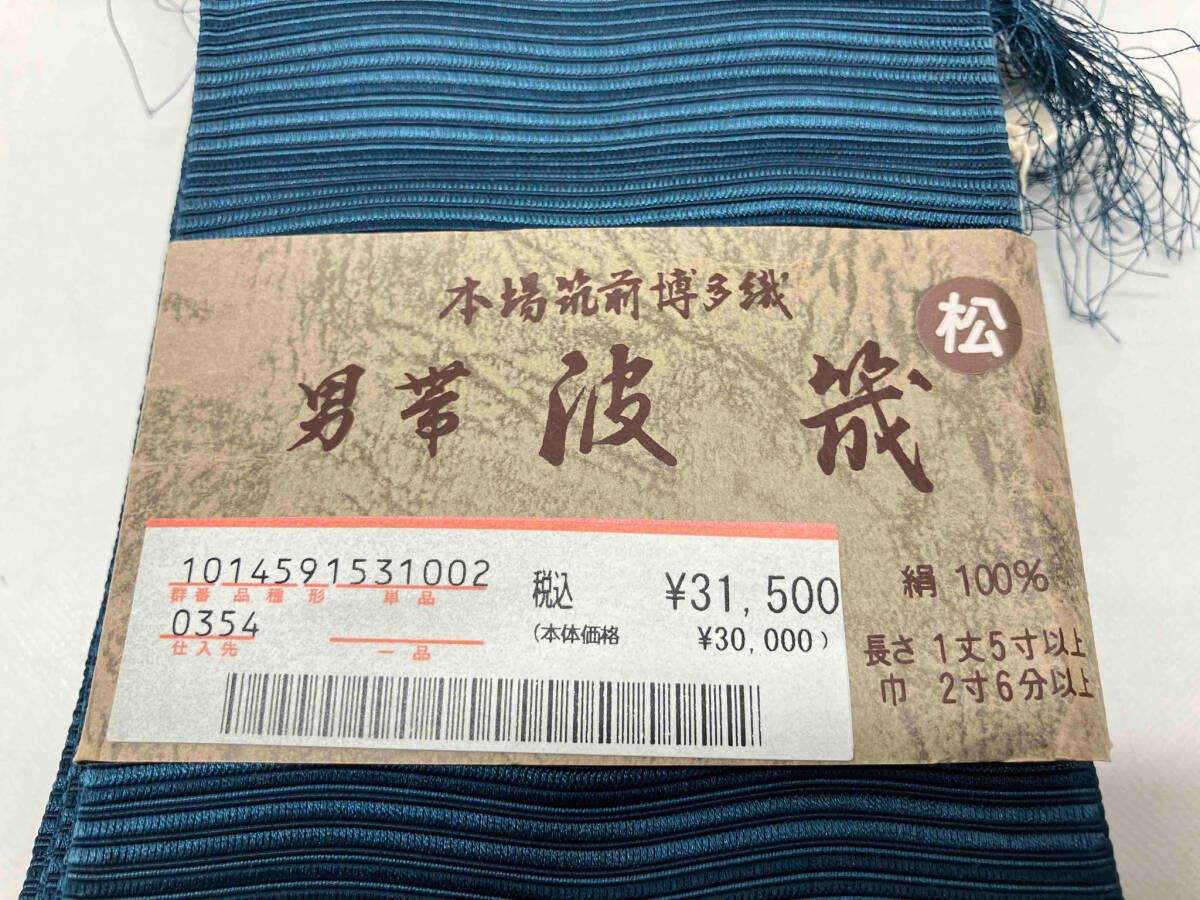 本場筑前博多織
松
男帯 波筬
1014591531002
群番 品種 形 単品
0354
仕入先 一品
税込 ¥31,500
(本体価格 ¥30,000)
絹 100%
長さ 1丈5寸以上
巾 2寸6分以上